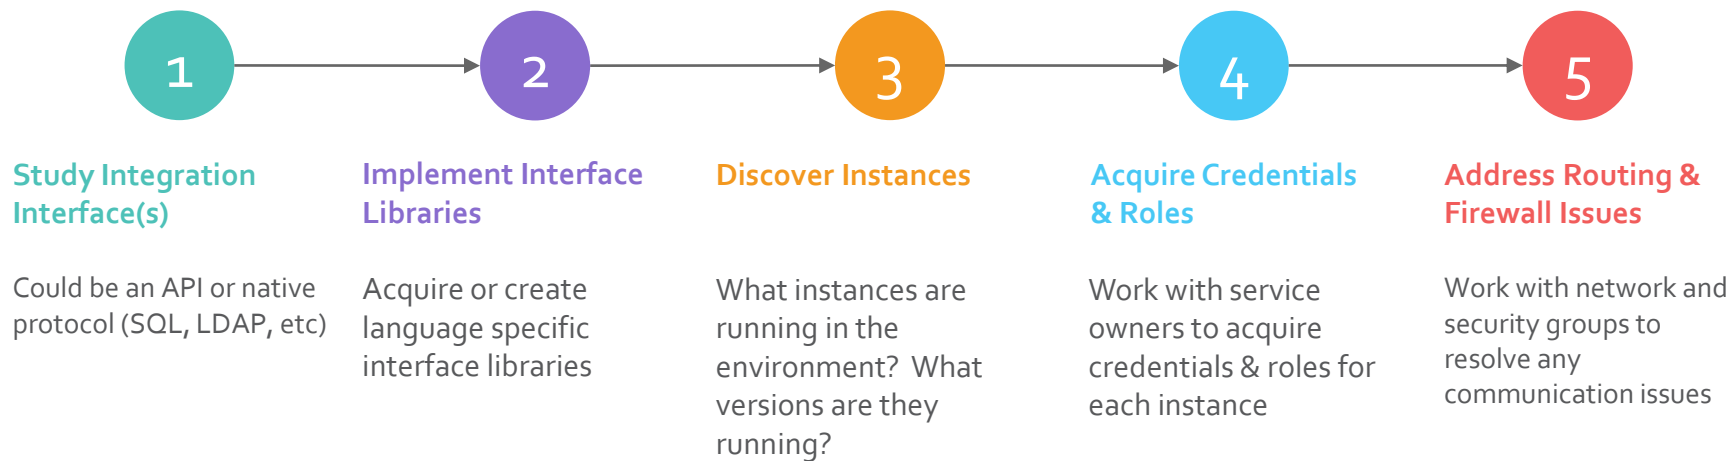 1
2
3
4
5
Study Integration
Interface(s)
Could be an API or native
protocol (SQL, LDAP, etc)
Implement Interface
Libraries
Acquire or create
language specific
interface libraries
Discover Instances
What instances are
running in the
environment?  What
versions are they
running?
Acquire Credentials
& Roles
Work with service
owners to acquire
credentials & roles for
each instance
Address Routing &
Firewall Issues
Work with network and
security groups to
resolve any
communication issues